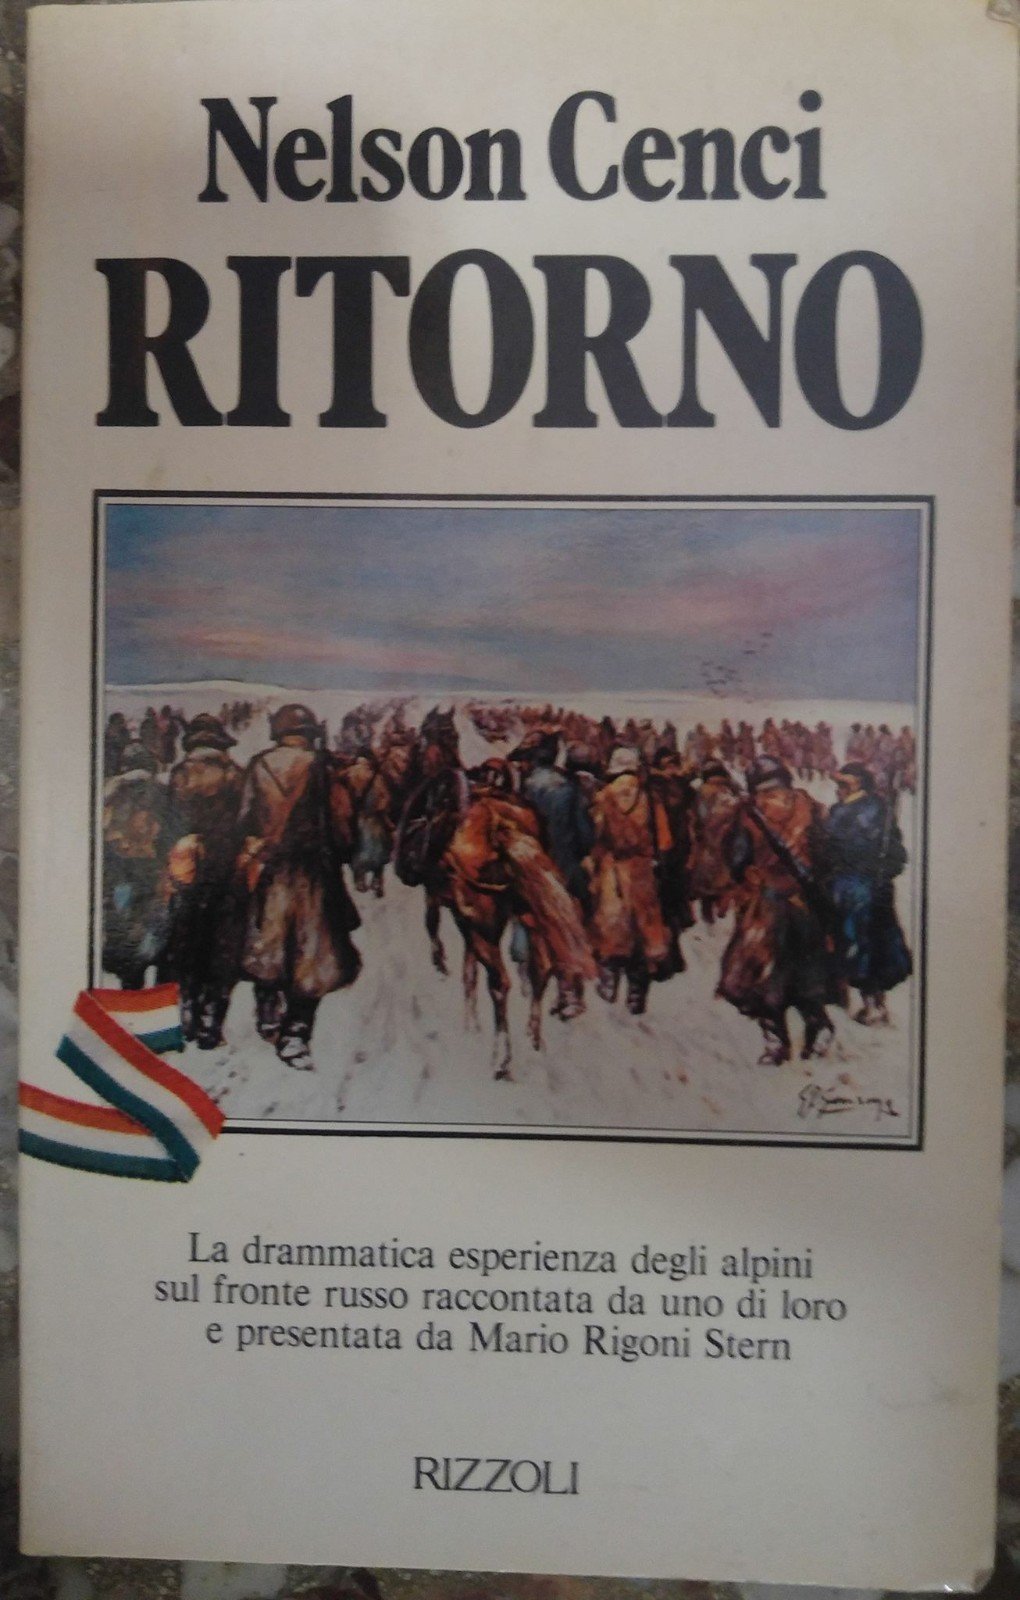 Nelson Cenci
RITORNO
La drammatica esperienza degli alpini
sul fronte russo raccontata da uno di loro
e presentata da Mario Rigoni Stern
RIZZOLI